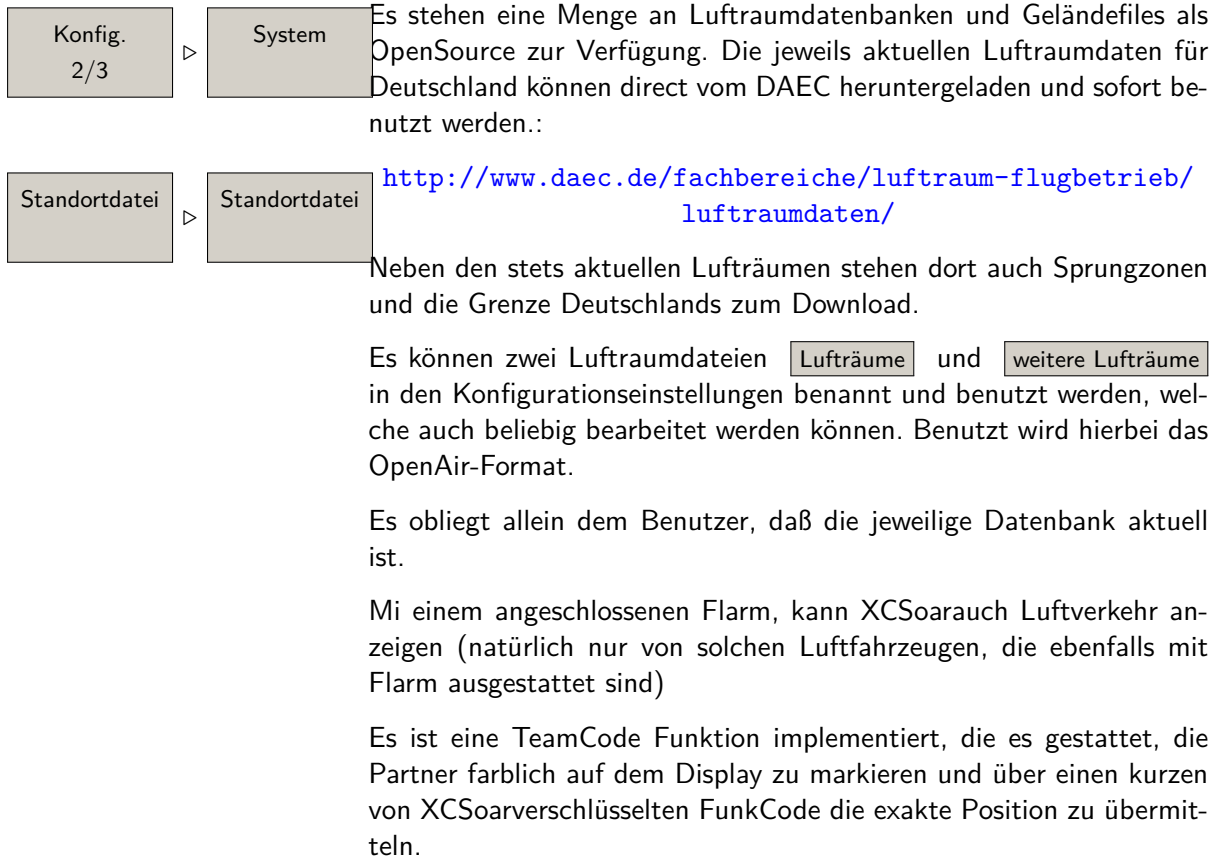 Konfig.
2/3
▷
System
Es stehen eine Menge an Luftraumdatenbanken und Geländefiles als
OpenSource zur Verfügung. Die jeweils aktuellen Luftraumdaten für
Deutschland können direct vom DAEC heruntergeladen und sofort be-
nutzt werden.:
Standortdatei
▷
Standortdatei
http://www.daec.de/fachbereiche/luftraum-flugbetrieb/
luftraumdaten/
Neben den stets aktuellen Lufträumen stehen dort auch Sprungzonen
und die Grenze Deutschlands zum Download.
Es können zwei Luftraumdateien Lufträume und weitere Lufträume
in den Konfigurationseinstellungen benannt und benutzt werden, wel-
che auch beliebig bearbeitet werden können. Benutzt wird hierbei das
OpenAir-Format.
Es obliegt allein dem Benutzer, daß die jeweilige Datenbank aktuell
ist.
Mi einem angeschlossenen Flarm, kann XCSoarauch Luftverkehr an-
zeigen (natürlich nur von solchen Luftfahrzeugen, die ebenfalls mit
Flarm ausgestattet sind)
Es ist eine TeamCode Funktion implementiert, die es gestattet, die
Partner farblich auf dem Display zu markieren und über einen kurzen
von XCSoarverschlüsselten FunkCode die exakte Position zu übermit-
teln.